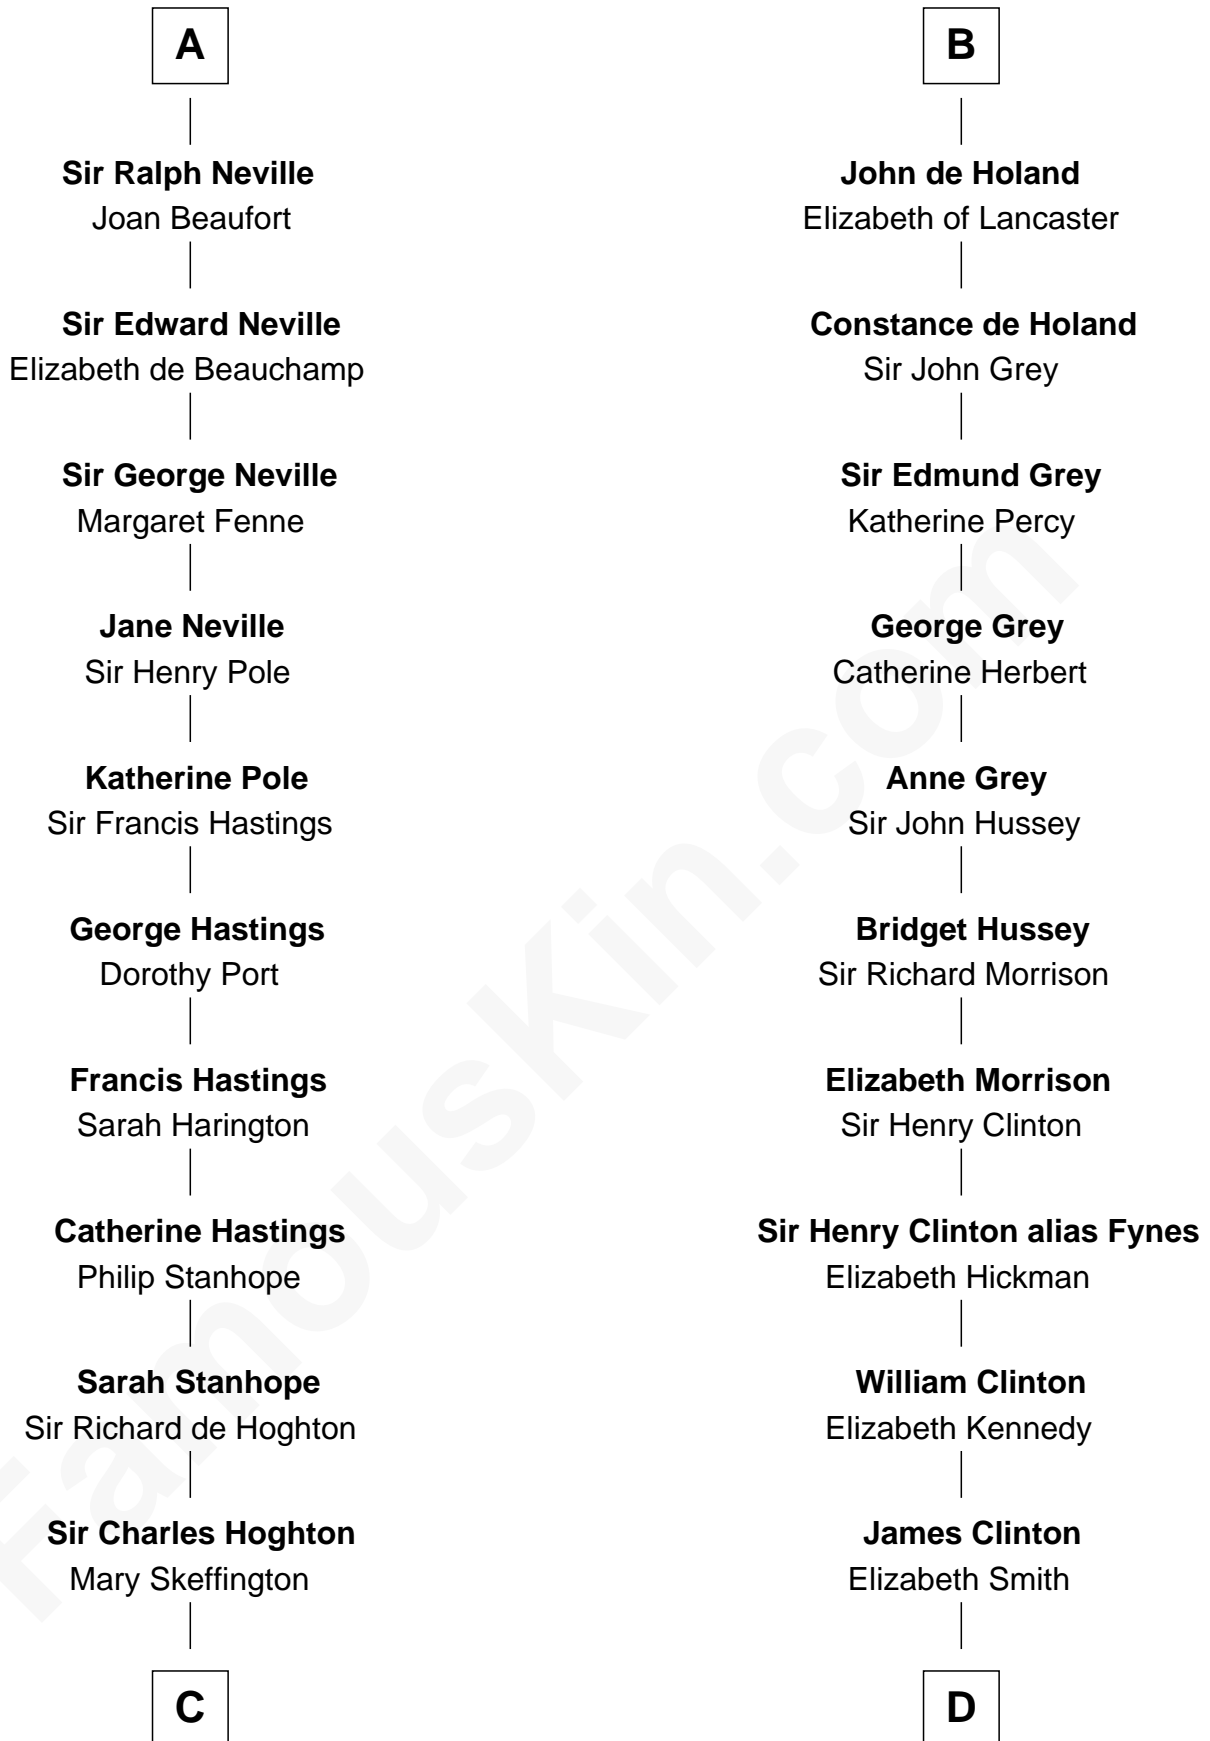 A
Sir Ralph Neville
Joan Beaufort
Sir Edward Neville
Elizabeth de Beauchamp
Sir George Neville
Margaret Fenne
Jane Neville
Sir Henry Pole
Katherine Pole
Sir Francis Hastings
George Hastings
Dorothy Port
Francis Hastings
Sarah Harington
Catherine Hastings
Philip Stanhope
Sarah Stanhope
Sir Richard de Hoghton
Sir Charles Hoghton
Mary Skeffington
C
B
John de Holand
Elizabeth of Lancaster
Constance de Holand
Sir John Grey
Sir Edmund Grey
Katherine Percy
George Grey
Catherine Herbert
Anne Grey
Sir John Hussey
Bridget Hussey
Sir Richard Morrison
Elizabeth Morrison
Sir Henry Clinton
Sir Henry Clinton alias Fynes
Elizabeth Hickman
William Clinton
Elizabeth Kennedy
James Clinton
Elizabeth Smith
D
FamousKin.com